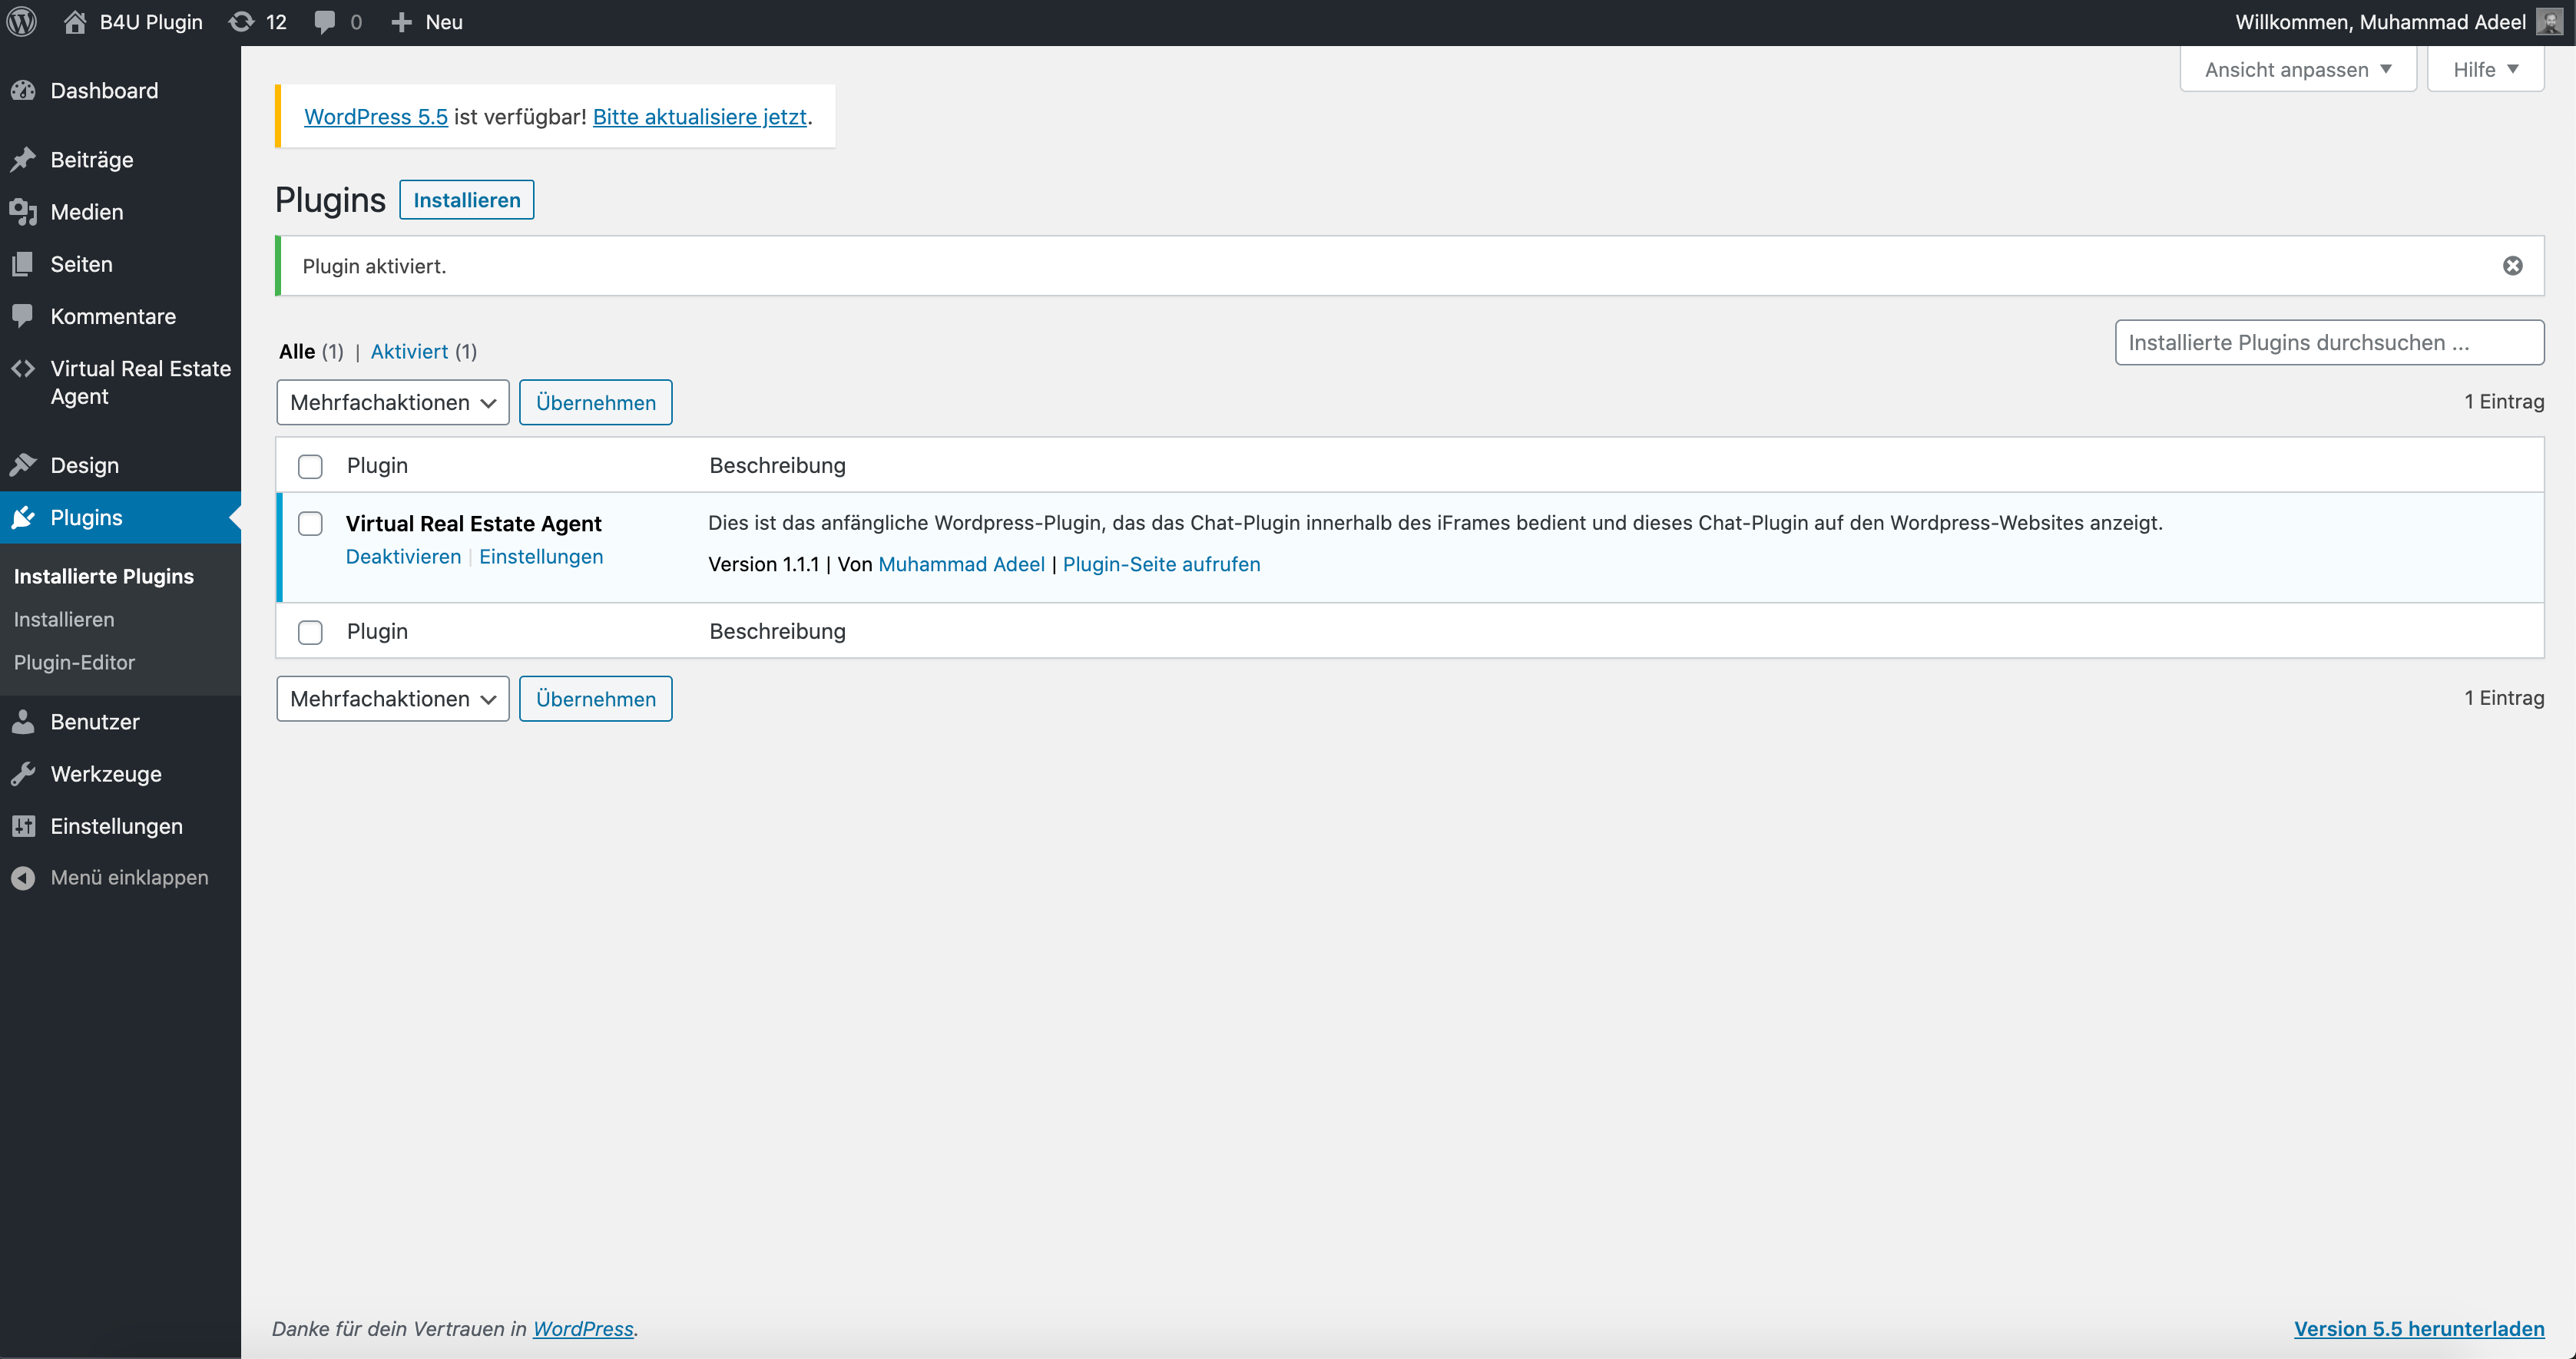 B4U Plugin 12 0 Neu
Willkommen, Muhammad Adeel
Dashboard
Beiträge
Medien
Seiten
Kommentare
Virtual Real Estate
Agent
Design
Plugins
Installierte Plugins
Installieren
Plugin-Editor
Benutzer
Werkzeuge
Einstellungen
Menü einklappen
Ansicht anpassen
Hilfe
WordPress 5.5 ist verfügbar! Bitte aktualisiere jetzt.
Plugins Installieren
Plugin aktiviert.
Alle (1) | Aktiviert (1)
Installierte Plugins durchsuchen ...
Mehrfachaktionen Übernehmen
1 Eintrag
Plugin Beschreibung
Virtual Real Estate Agent
Deaktivieren | Einstellungen
Dies ist das anfängliche Wordpress-Plugin, das das Chat-Plugin innerhalb des iFrames bedient und dieses Chat-Plugin auf den Wordpress-Websites anzeigt.
Version 1.1.1 | Von Muhammad Adeel | Plugin-Seite aufrufen
Plugin Beschreibung
Mehrfachaktionen Übernehmen
1 Eintrag
Danke für dein Vertrauen in WordPress.
Version 5.5 herunterladen